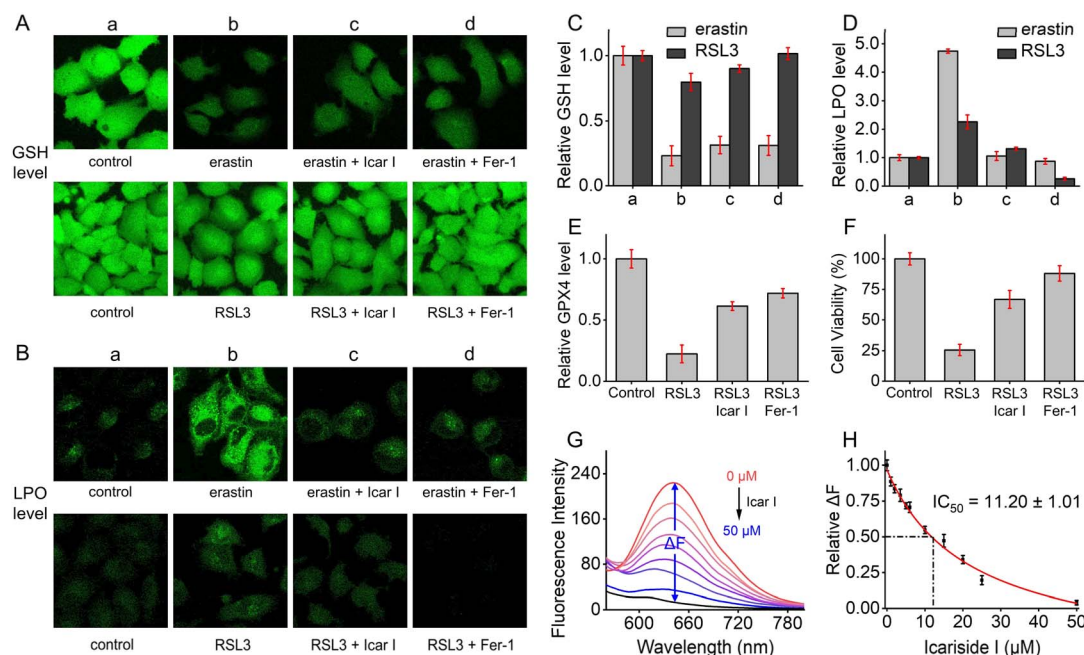 A
a b c d
GSH level
control erastin erastin + Icar I erastin + Fer-1
control RSL3 RSL3 + Icar I RSL3 + Fer-1
B
a b c d
LPO level
control erastin erastin + Icar I erastin + Fer-1
control RSL3 RSL3 + Icar I RSL3 + Fer-1
C
erastin
RSL3
Relative GSH level
1.0
0.5
0.0
a b c d
D
erastin
RSL3
Relative LPO level
5.0
4.0
3.0
2.0
1.0
0
a b c d
E
Relative GPX4 level
1.0
0.5
0.0
Control RSL3 RSL3 Icar I RSL3 Fer-1
F
Cell Viability (%)
100
75
50
25
0
Control RSL3 RSL3 Icar I RSL3 Fer-1
G
Fluorescence Intensity
240
160
80
0
0 µM
Icar I
50 µM
ΔF
600 660 720 780
Wavelength (nm)
H
Relative ΔF
1.00
0.75
0.50
0.25
0.00
IC50 = 11.20 ± 1.01
0 10 20 30 40 50
Icariside I (µM)